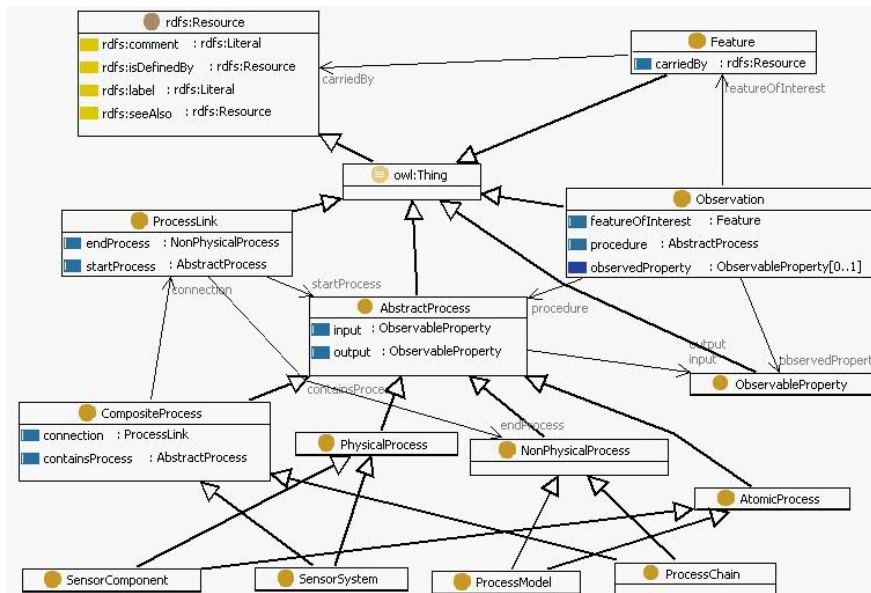 rdfs:Resource
rdfs:comment : rdfs:Literal
rdfs:isDefinedBy : rdfs:Resource
rdfs:label : rdfs:Literal
rdfs:seeAlso : rdfs:Resource
Feature
carriedBy : rdfs:Resource
carriedBy
featureOfInterest
owl:Thing
ProcessLink
endProcess : NonPhysicalProcess
startProcess : AbstractProcess
Observation
featureOfInterest : Feature
procedure : AbstractProcess
observedProperty : ObservableProperty[0..1]
connection
startProcess
AbstractProcess
input : ObservableProperty
output : ObservableProperty
procedure
output
input
observedPropert
ObservableProperty
containsProce
CompositeProcess
connection : ProcessLink
containsProcess : AbstractProcess
PhysicalProcess
endProcess
NonPhysicalProcess
AtomicProcess
SensorComponent
SensorSystem
ProcessModel
ProcessChain